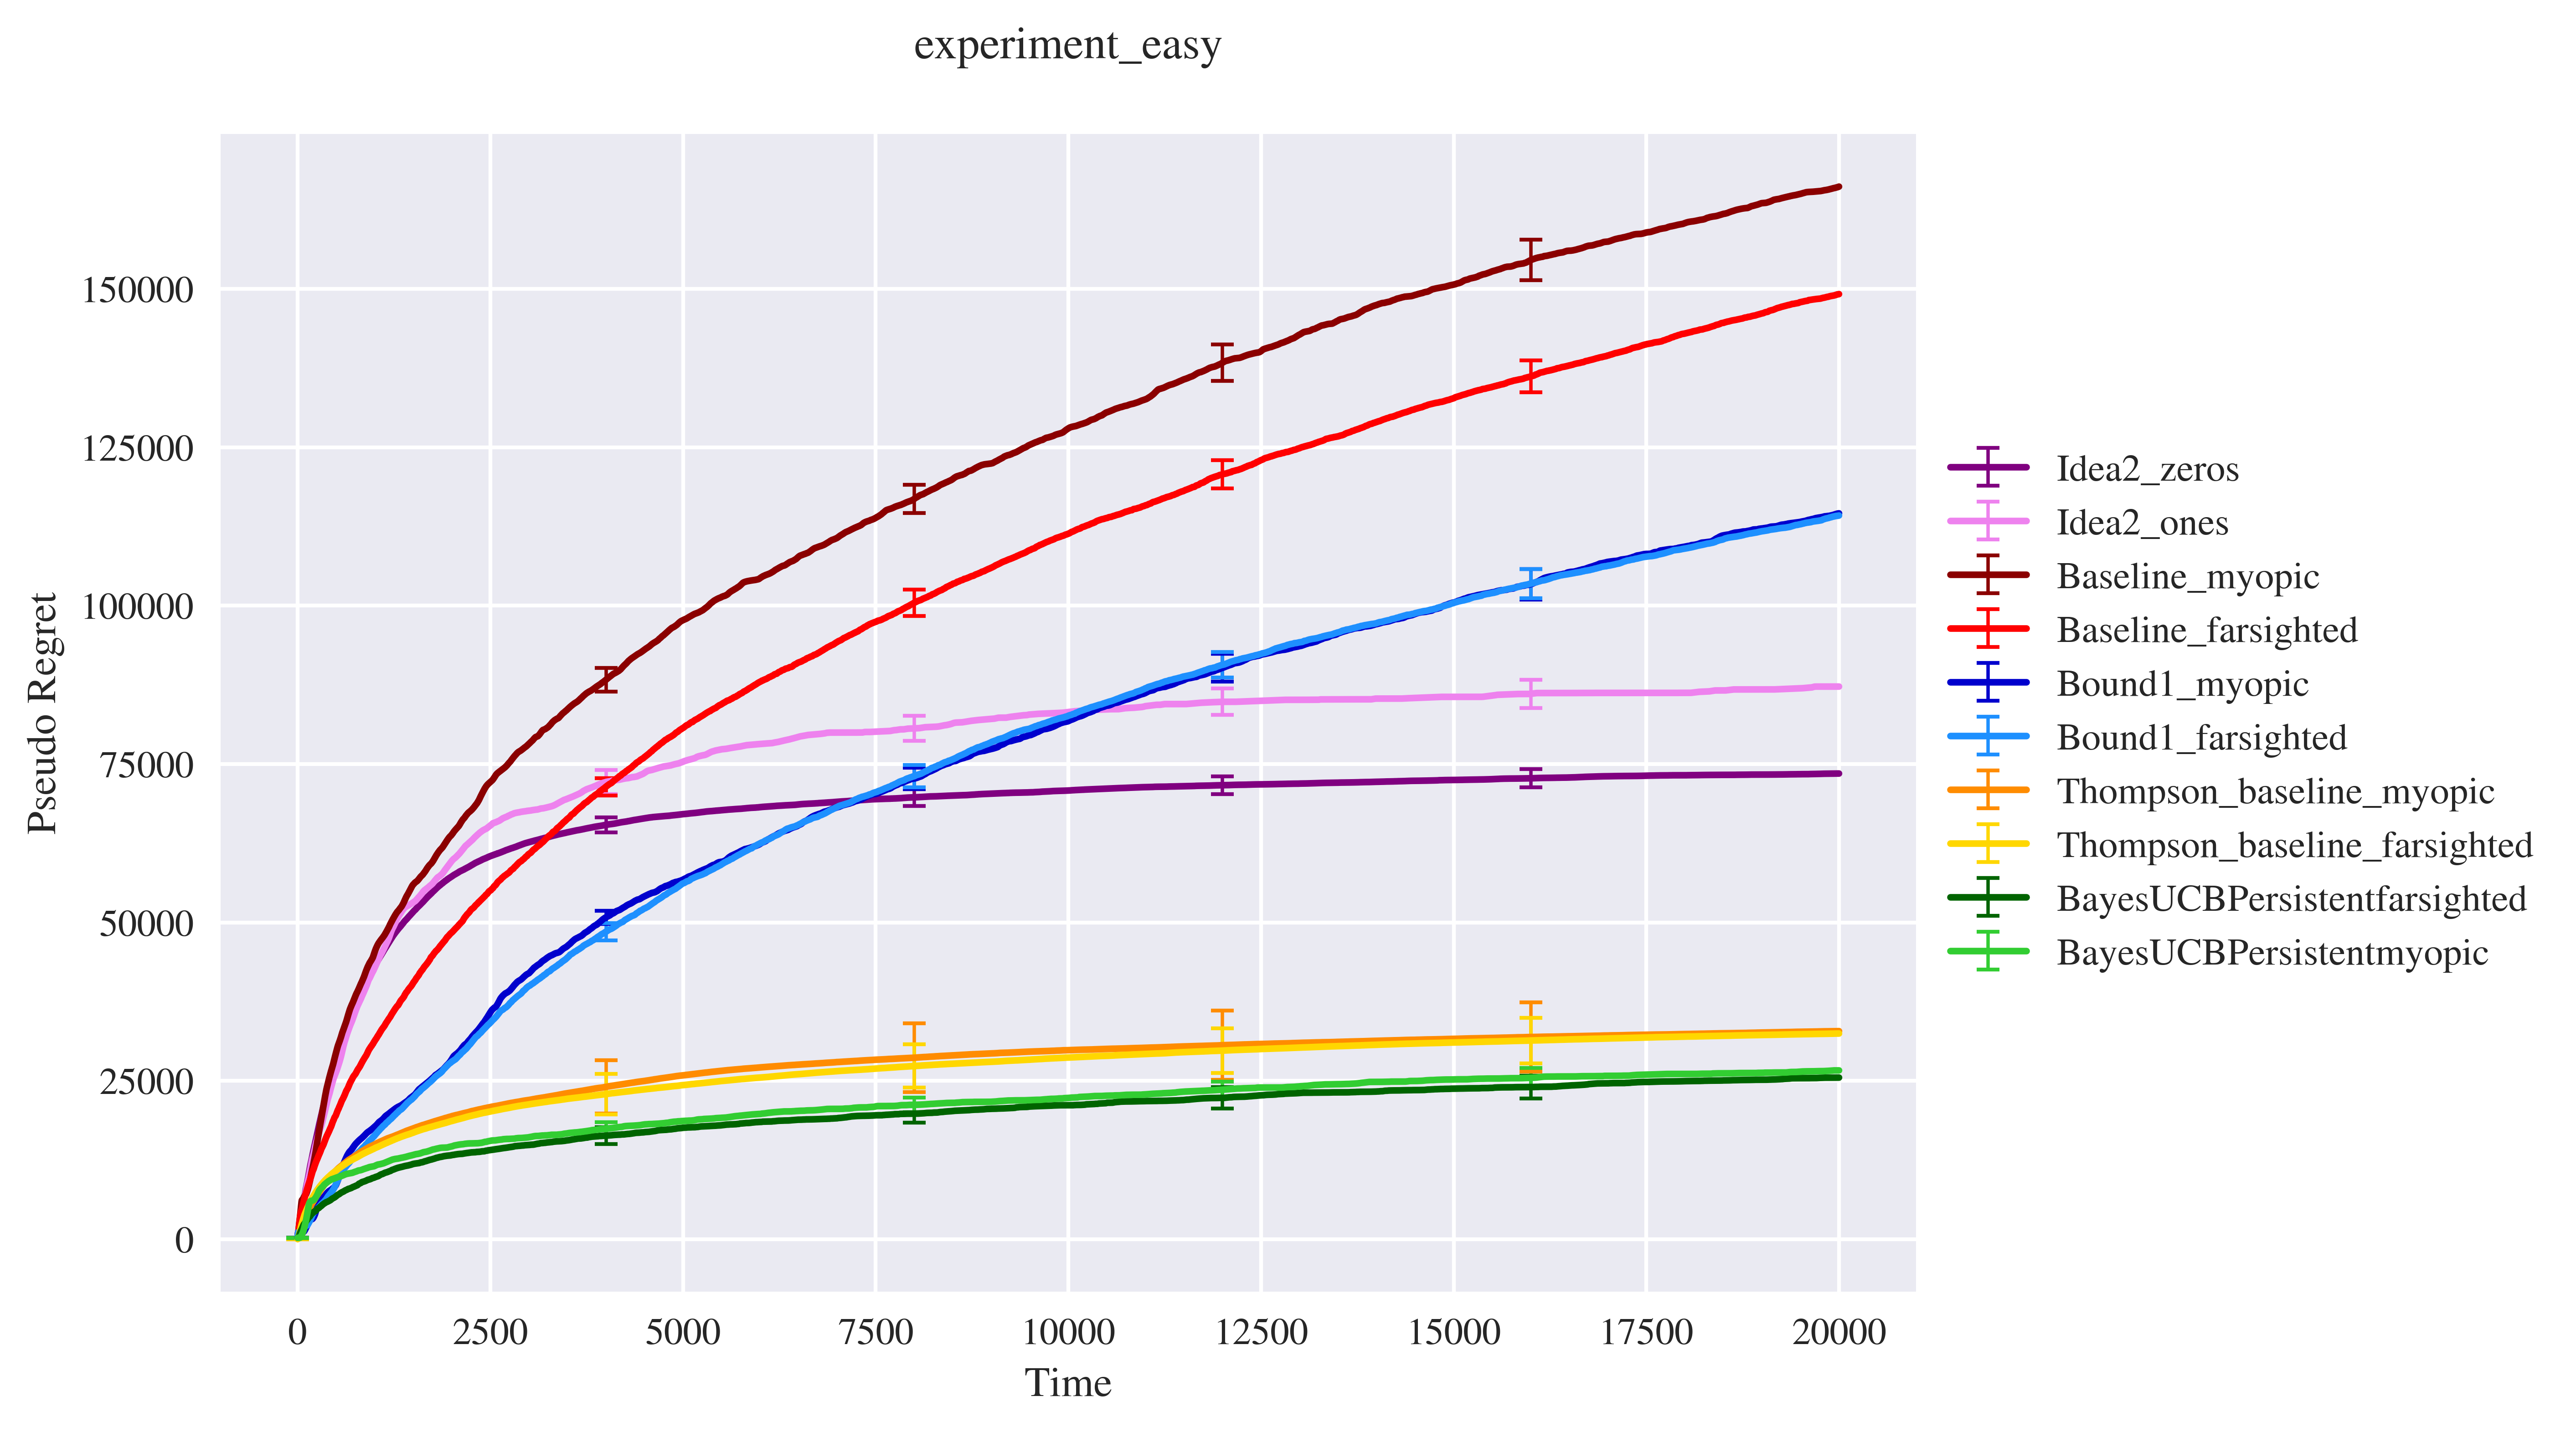 experiment_easy
Pseudo Regret
150000
125000
100000
75000
50000
25000
0
0 2500 5000 7500 10000 12500 15000 17500 20000
Time
Idea2_zeros
Idea2_ones
Baseline_myopic
Baseline_farsighted
Bound1_myopic
Bound1_farsighted
Thompson_baseline_myopic
Thompson_baseline_farsighted
BayesUCBPersistentfarsighted
BayesUCBPersistentmyopic